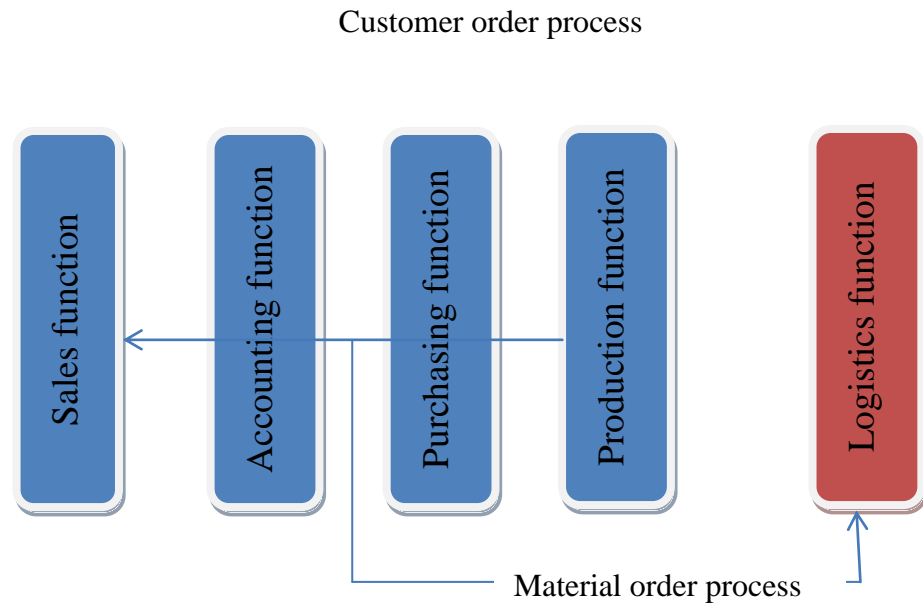 Customer order process
Sales function
Accounting function
Purchasing function
Production function
Logistics function
Material order process